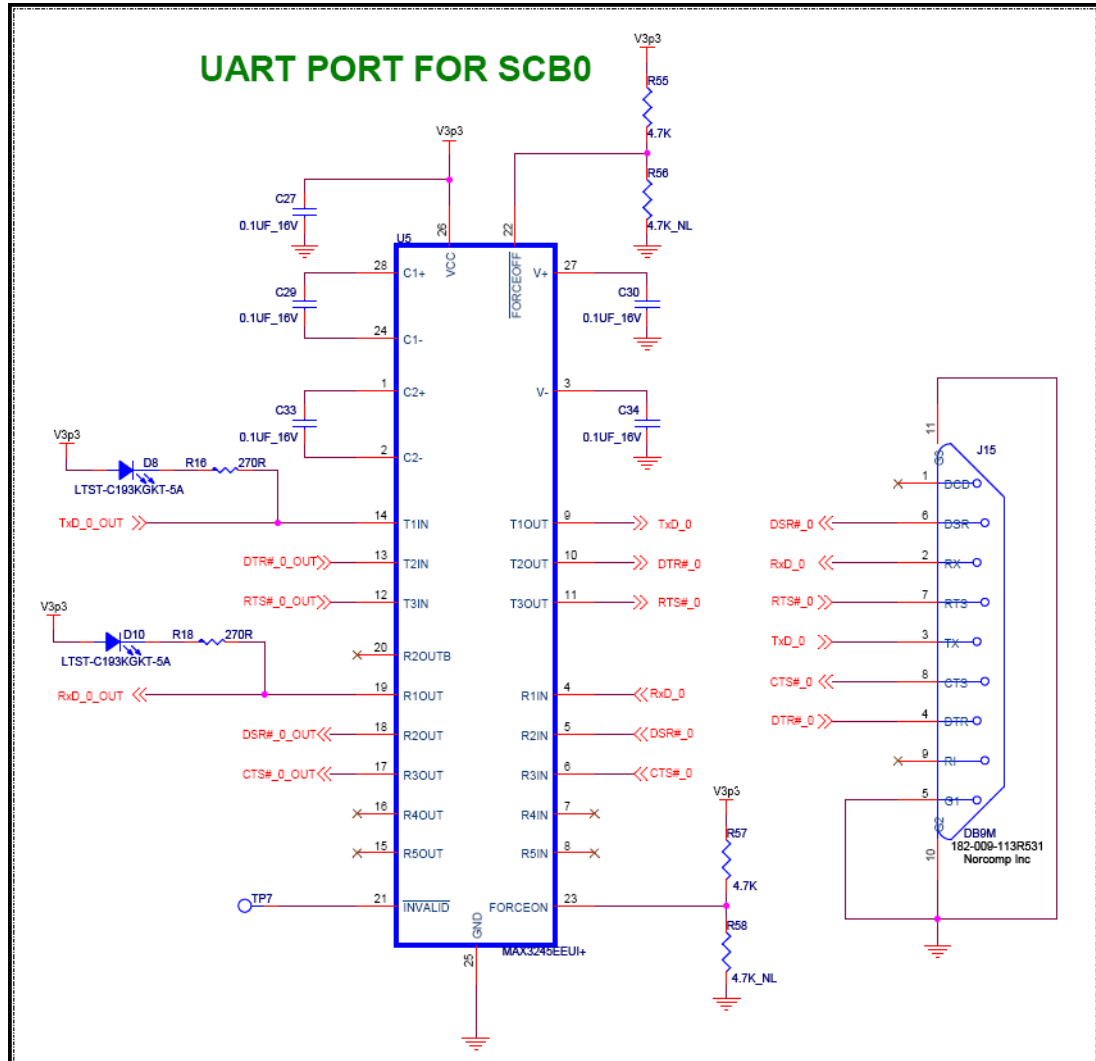 UART PORT FOR SCB0
V3p3
R55
4.7K
V3p3
R56
4.7K_NL
C27
0.1UF_16V
26
22
U5
VCC
FORCEOFF
28
C1+
V+
27
C29
0.1UF_16V
C30
0.1UF_16V
24
C1-
1
C2+
V-
3
C33
0.1UF_16V
C34
0.1UF_16V
2
C2-
V3p3
D8
R16
270R
LTST-C193KGKT-5A
TxD_0_OUT
14
T1IN
T1OUT
9
TxD_0
DTR#_0_OUT
13
T2IN
T2OUT
10
DTR#_0
RTS#_0_OUT
12
T3IN
T3OUT
11
RTS#_0
V3p3
D10
R18
270R
LTST-C193KGKT-5A
20
R2OUTB
RxD_0_OUT
19
R1OUT
R1IN
4
RxD_0
DSR#_0_OUT
18
R2OUT
R2IN
5
DSR#_0
CTS#_0_OUT
17
R3OUT
R3IN
6
CTS#_0
16
R4OUT
R4IN
7
15
R5OUT
R5IN
8
TP7
21
INVALID
FORCEON
23
GND
25
MAX3245EEUI+
V3p3
R57
4.7K
R58
4.7K_NL
11
G3
J15
1
DCD
DSR#_0
6
DSR
RxD_0
2
RX
RTS#_0
7
RTS
TxD_0
3
TX
CTS#_0
8
CTS
DTR#_0
4
DTR
9
RI
5
G1
G2
10
DB9M
182-009-113R531
Norcomp Inc